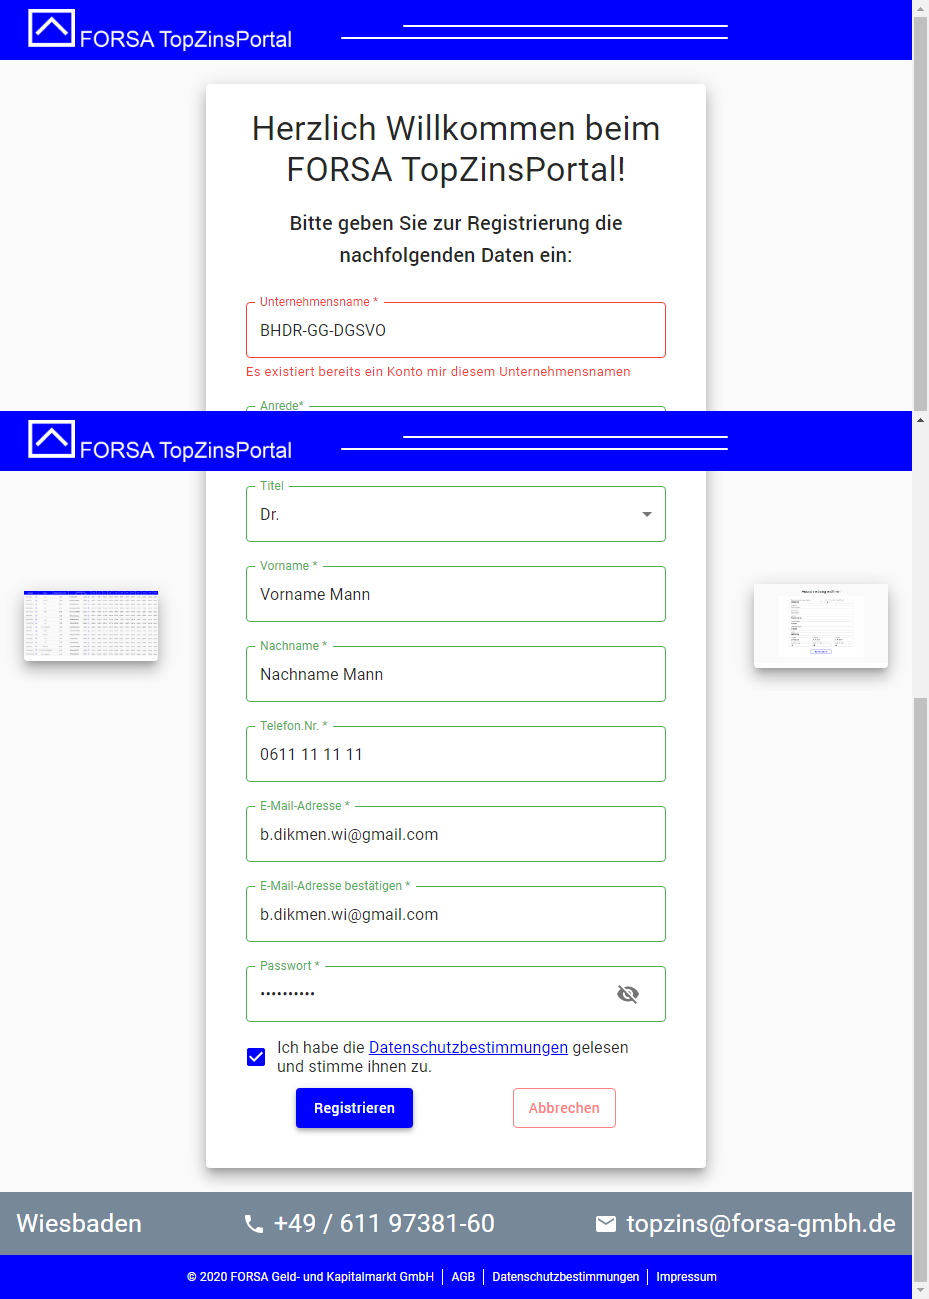 FORSA TopZinsPortal
Herzlich Willkommen beim
FORSA TopZinsPortal!
Bitte geben Sie zur Registrierung die
nachfolgenden Daten ein:
Unternehmensname *
BHDR-GG-DGSVO
Es existiert bereits ein Konto mir diesem Unternehmensnamen
Anrede*
FORSA TopZinsPortal
Titel
Dr.
Vorname *
Vorname Mann
Nachname *
Nachname Mann
Telefon.Nr. *
0611 11 11 11
E-Mail-Adresse *
b.dikmen.wi@gmail.com
E-Mail-Adresse bestätigen *
b.dikmen.wi@gmail.com
Passwort *
••••••••••
Ich habe die Datenschutzbestimmungen gelesen
und stimme ihnen zu.
Registrieren Abbrechen
Wiesbaden +49 / 611 97381-60 topzins@forsa-gmbh.de
© 2020 FORSA Geld- und Kapitalmarkt GmbH | AGB | Datenschutzbestimmungen | Impressum